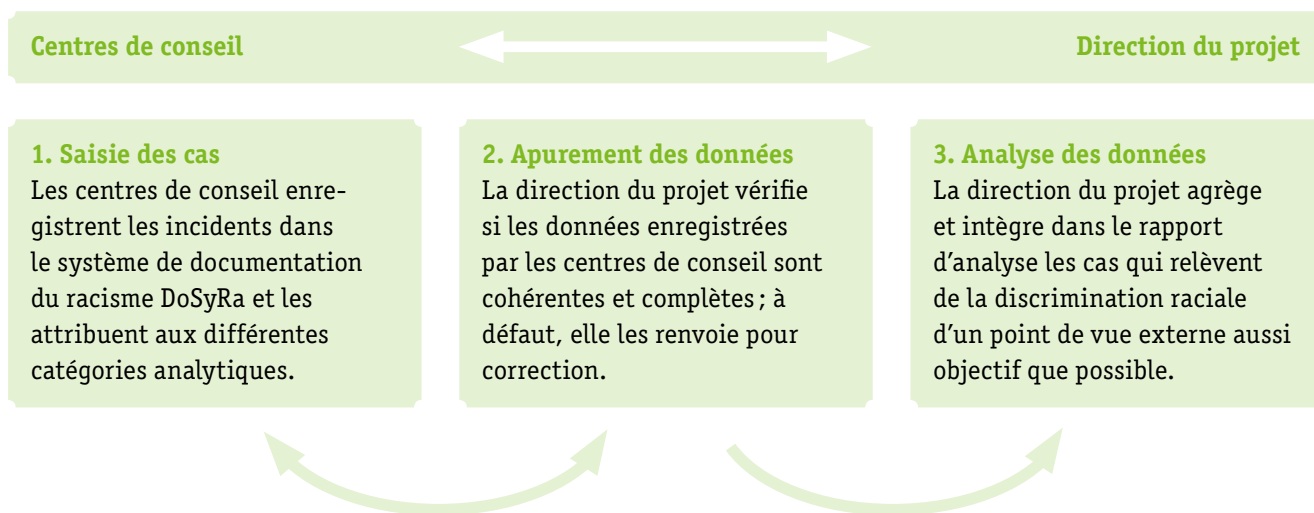 Centres de conseil
Direction du projet
1. Saisie des cas
Les centres de conseil enre-
gistrent les incidents dans
le système de documentation
du racisme DoSyRa et les
attribuent aux différentes
catégories analytiques.
2. Apurement des données
La direction du projet vérifie
si les données enregistrées
par les centres de conseil sont
cohérentes et complètes ; à
défaut, elle les renvoie pour
correction.
3. Analyse des données
La direction du projet agrège
et intègre dans le rapport
d’analyse les cas qui relèvent
de la discrimination raciale
d’un point de vue externe aussi
objectif que possible.